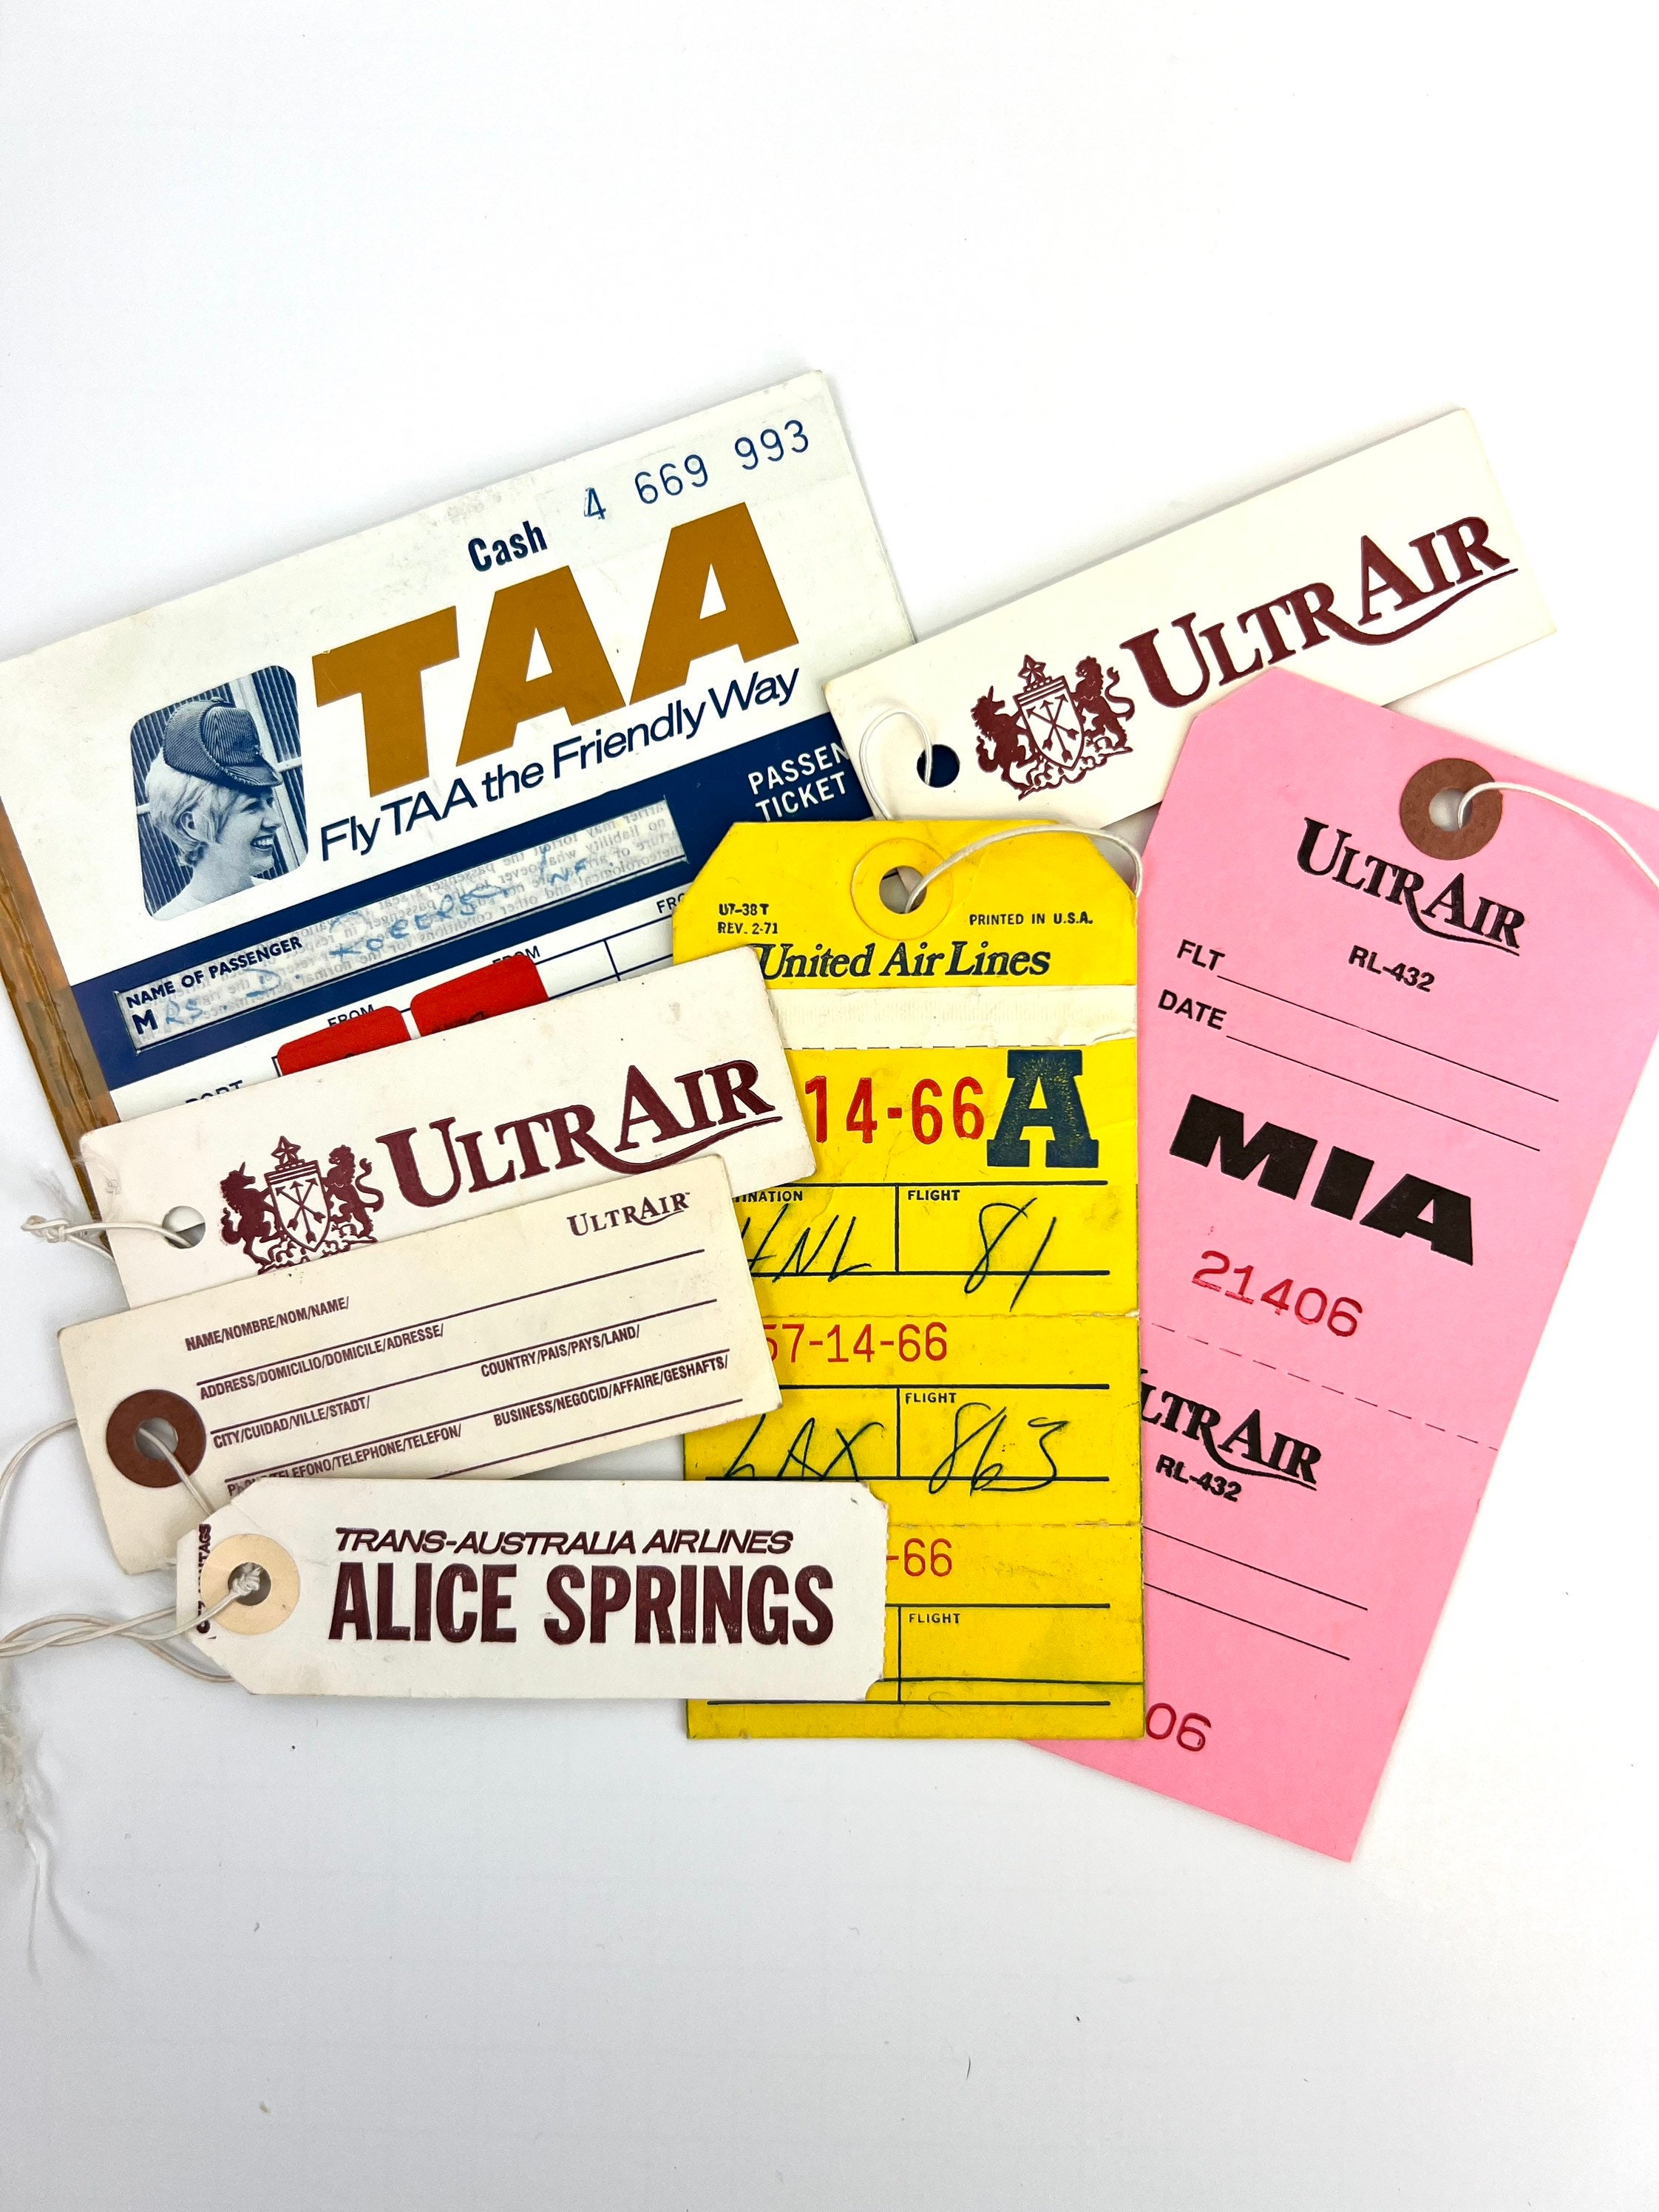 Cash 4 669 993
TAA
Fly TAA the Friendly Way
PASSEN
TICKET
NAME OF PASSENGER
MRS. D.
FROM
FROM
ULTRAIR
ULTRAIR
RL-432
FLT
DATE
MIA
21406
LTRAIR
RL-432
06
U7-38T
REV. 2-71
PRINTED IN U.S.A.
United Air Lines
14-66 A
INATION FLIGHT
HNL 81
57-14-66
FLIGHT
LAX 863
-66
FLIGHT
ULTRAIR
ULTRAIR
NAME/NOMBRE/NOM/NAME/
ADDRESS/DOMICILIO/DOMICILE/ADRESSE/
CITY/CUIDAD/VILLE/STADT/ COUNTRY/PAIS/PAYS/LAND/
TELEFONO/TELEPHONE/TELEFON/ BUSINESS/NEGOCID/AFFAIRE/GESHAFTS/
TRANS-AUSTRALIA AIRLINES
ALICE SPRINGS